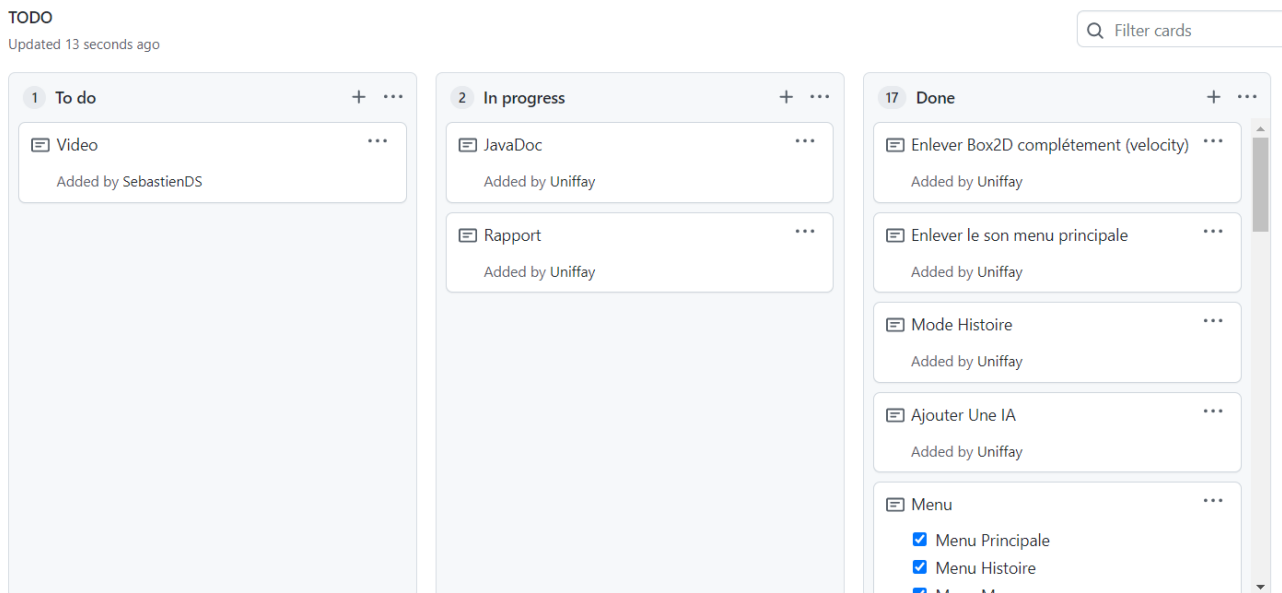 TODO
Updated 13 seconds ago
Filter cards
1 To do
Video
Added by SebastienDS
2 In progress
JavaDoc
Added by Uniffay
Rapport
Added by Uniffay
17 Done
Enlever Box2D complétement (velocity)
Added by Uniffay
Enlever le son menu principale
Added by Uniffay
Mode Histoire
Added by Uniffay
Ajouter Une IA
Added by Uniffay
Menu
Menu Principale
Menu Histoire